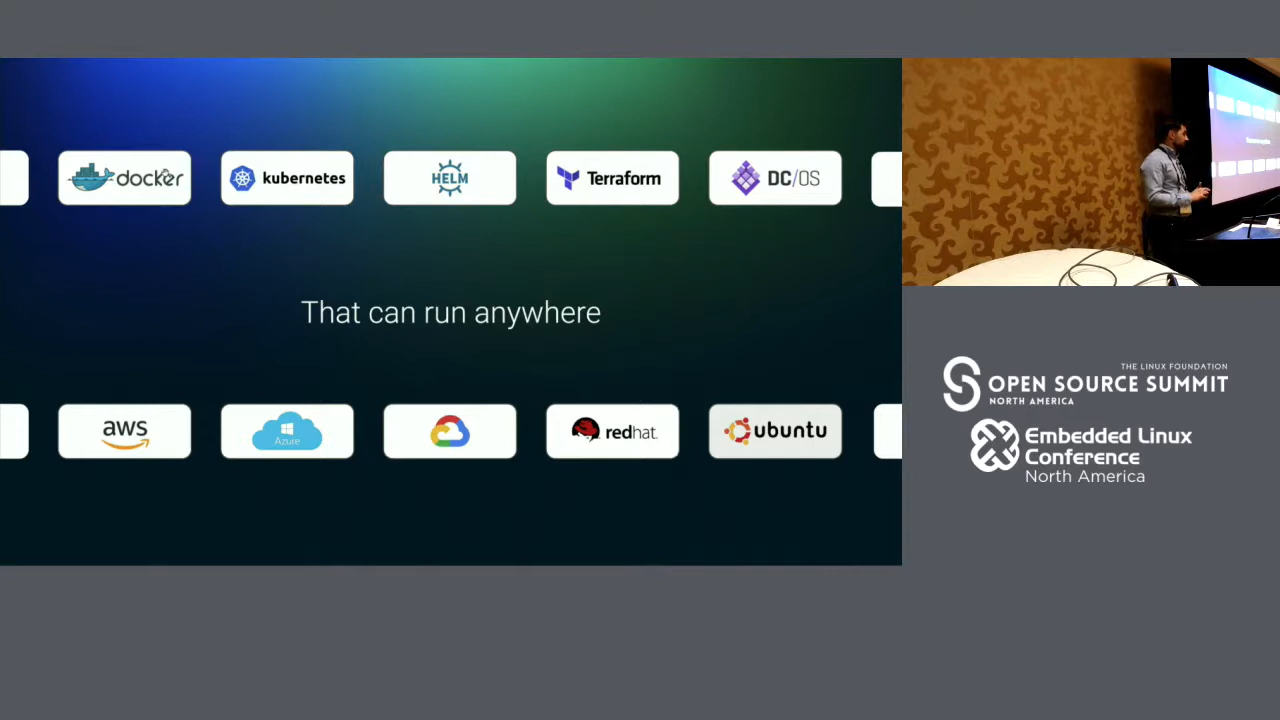 docker
kubernetes
HELM
Terraform
DC/OS
That can run anywhere
aws
Azure
redhat.
ubuntu
THE LINUX FOUNDATION
OPEN SOURCE SUMMIT
NORTH AMERICA
Embedded Linux
Conference
North America